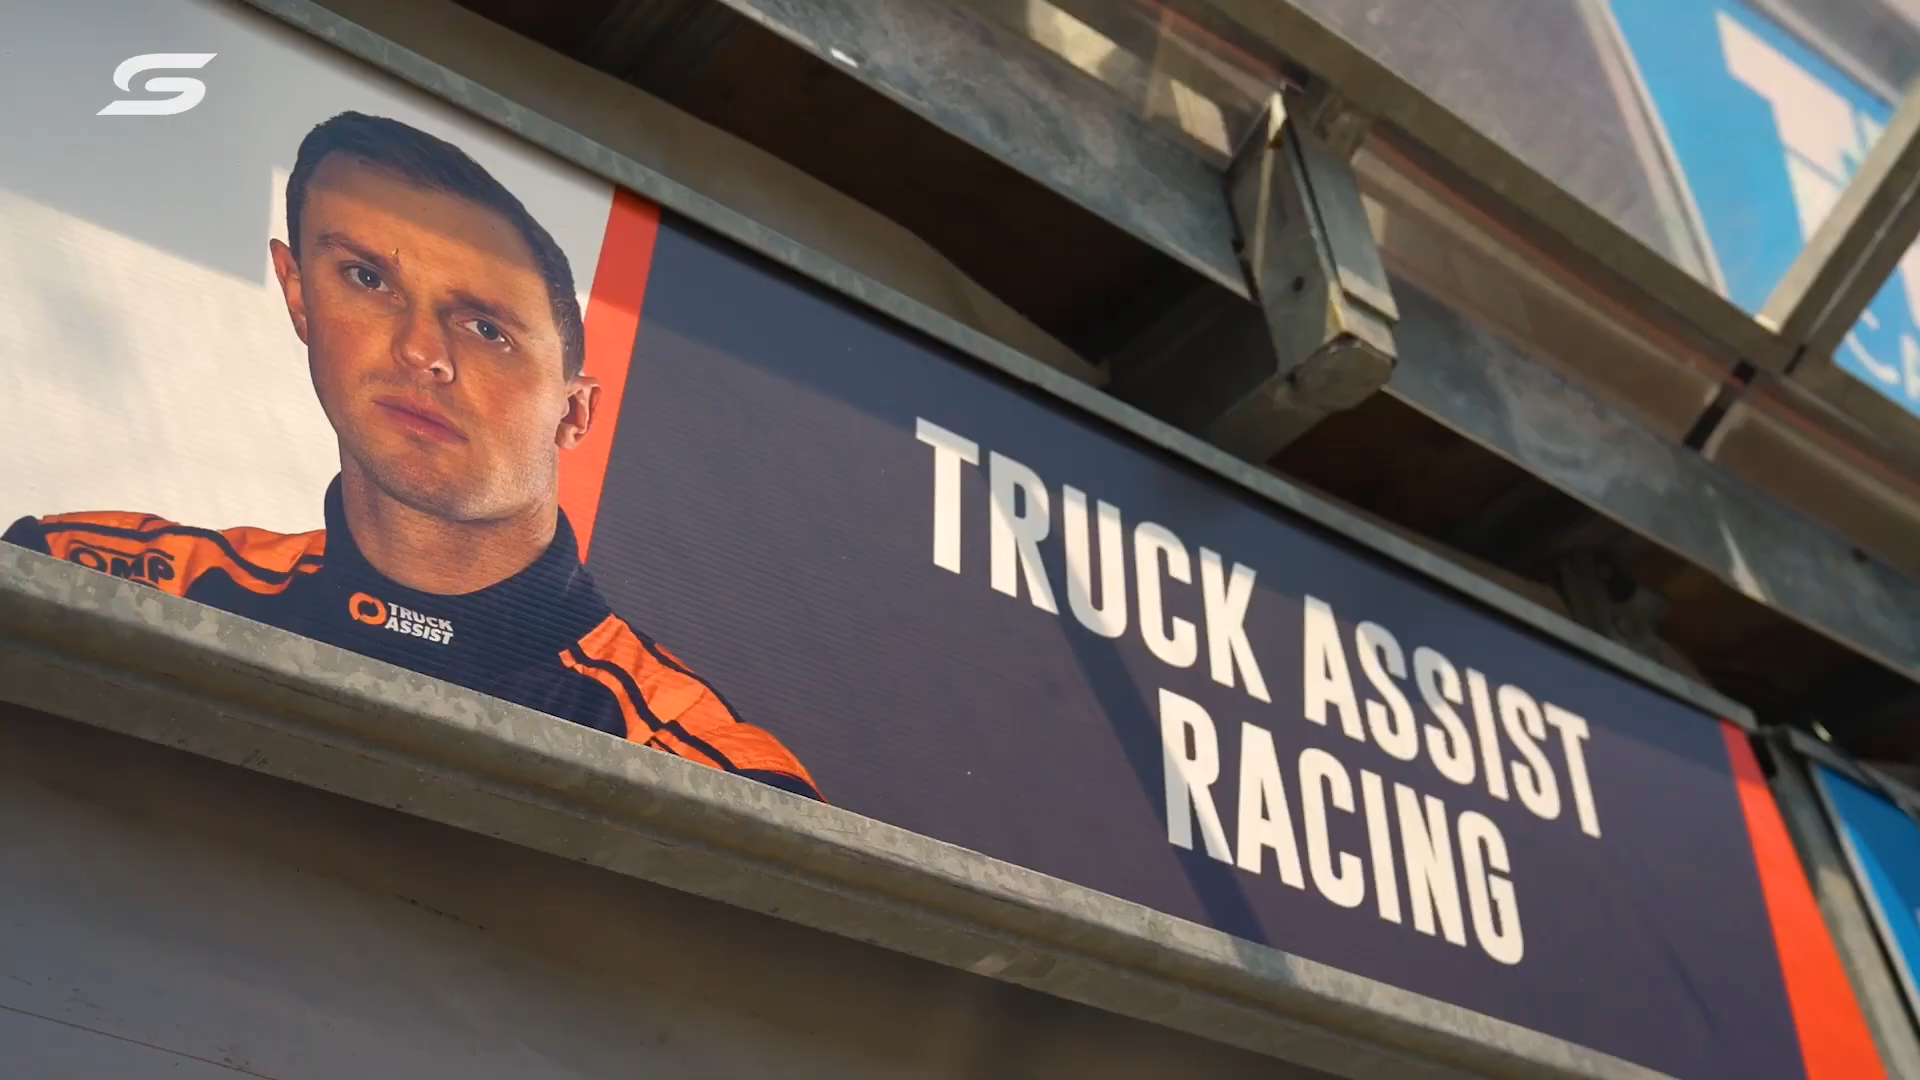 OMP
TRUCK
ASSIST
TRUCK ASSIST
RACING